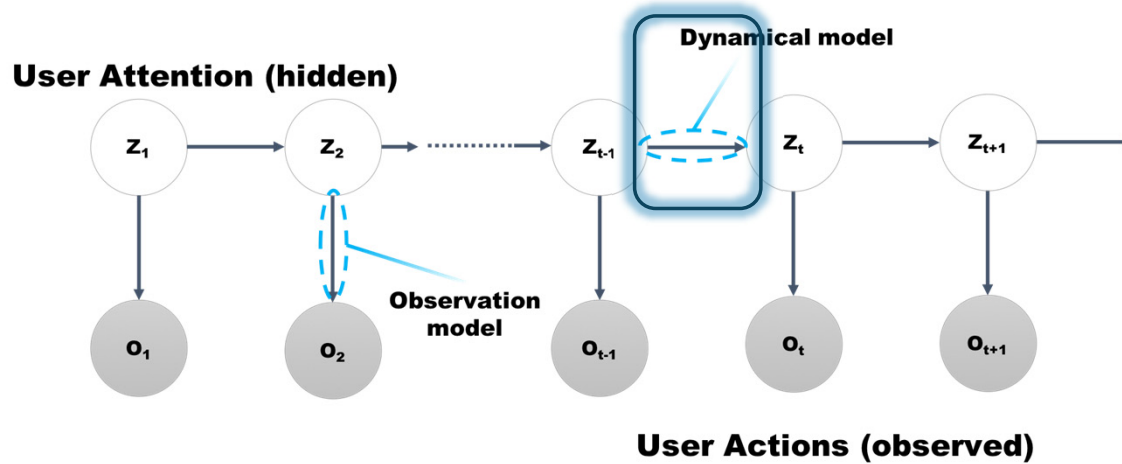 Dynamical model
User Attention (hidden)
Z1 Z2 Zt-1 Zt Zt+1
Observation
model
O1 O2 Ot-1 Ot Ot+1
User Actions (observed)